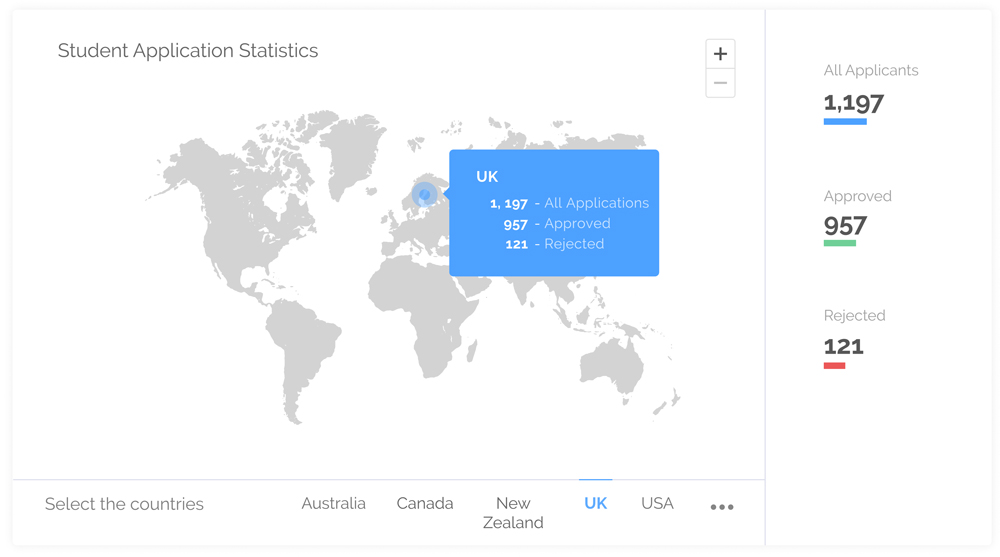 Student Application Statistics
+
−
UK
1, 197 - All Applications
957 - Approved
121 - Rejected
All Applicants
1,197
Approved
957
Rejected
121
Select the countries
Australia
Canada
New
Zealand
UK
USA
•••